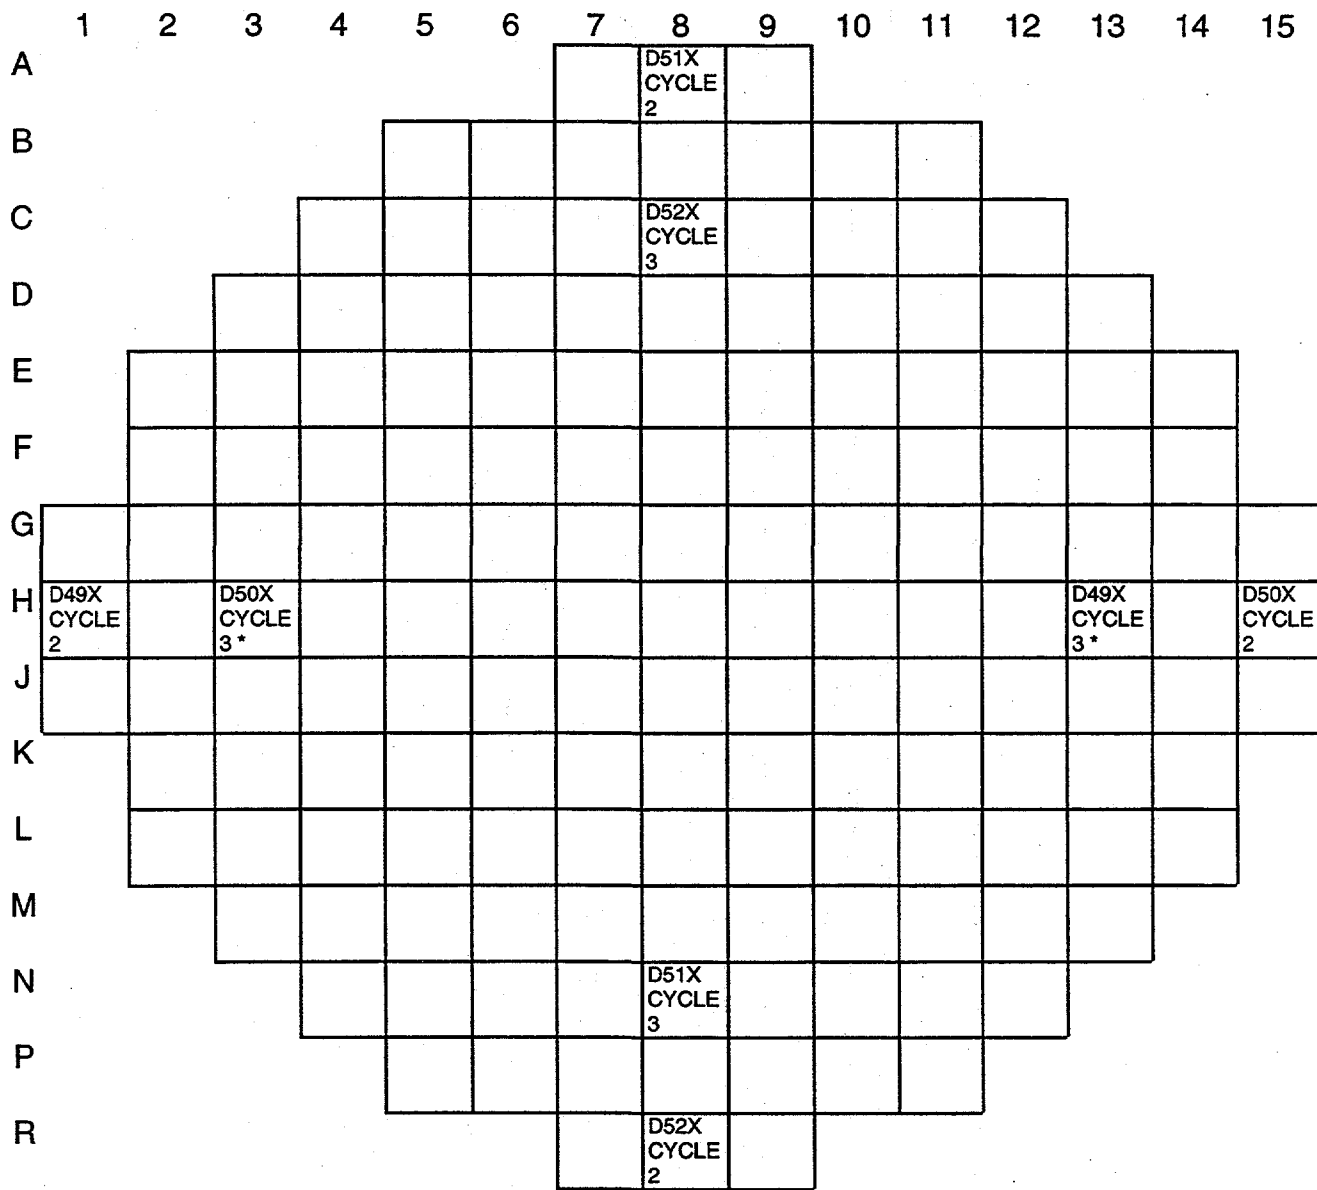 1 2 3 4 5 6 7 8 9 10 11 12 13 14 15
A
D51X
CYCLE
2
B
C
D52X
CYCLE
3
D
E
F
G
H
D49X
CYCLE
2
D50X
CYCLE
3 *
D49X
CYCLE
3 *
D50X
CYCLE
2
J
K
L
M
N
D51X
CYCLE
3
P
R
D52X
CYCLE
2